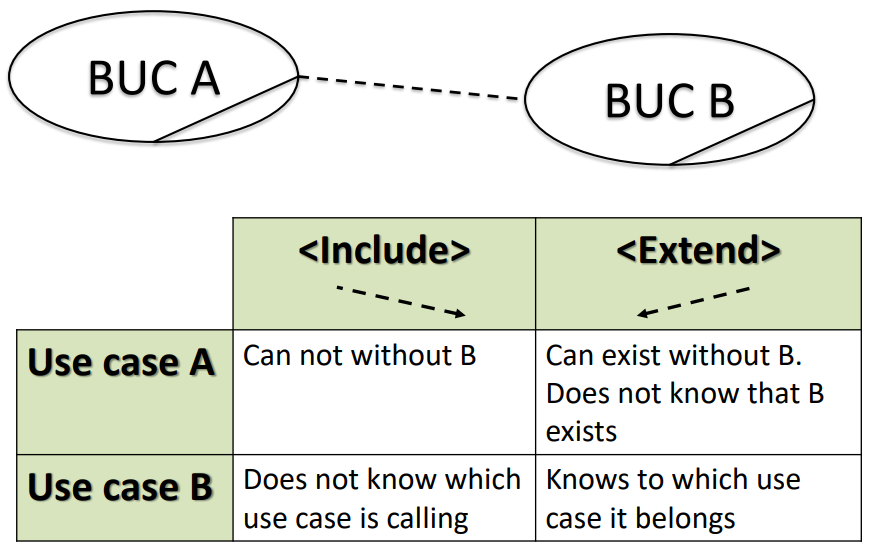 BUC A
BUC B
<Include>
<Extend>
Use case A
Can not without B
Can exist without B.
Does not know that B
exists
Use case B
Does not know which
use case is calling
Knows to which use
case it belongs